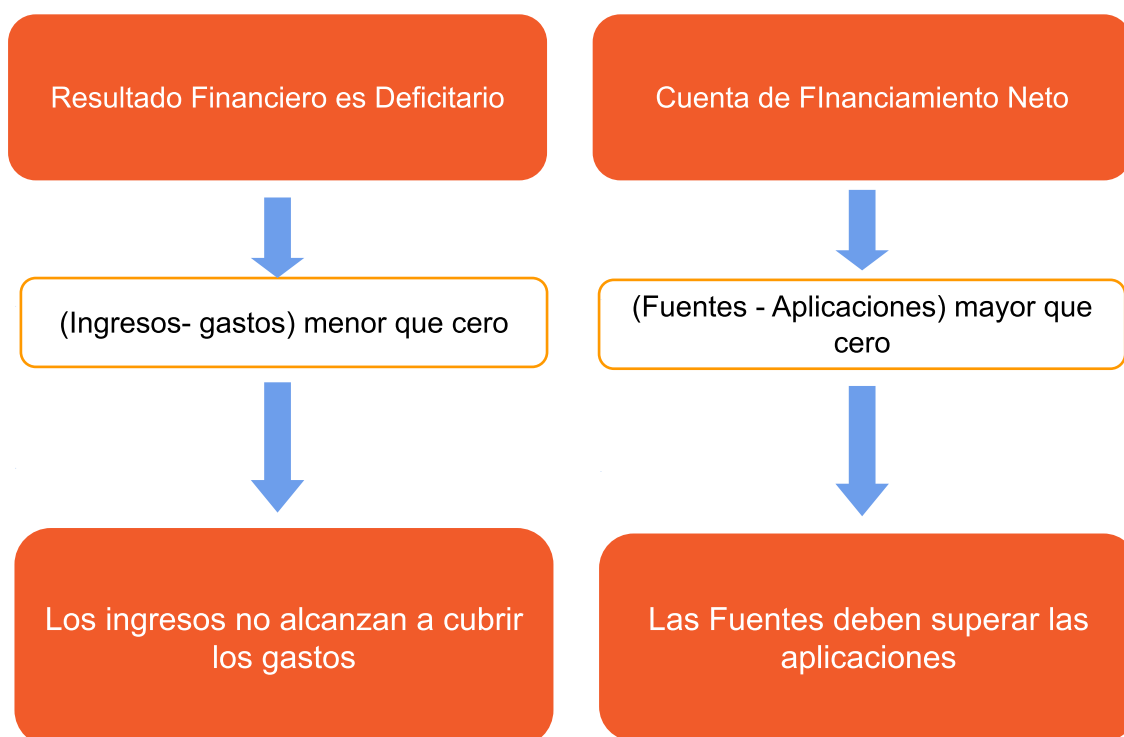 Resultado Financiero es Deficitario
Cuenta de FInanciamiento Neto
(Ingresos- gastos) menor que cero
(Fuentes - Aplicaciones) mayor que
cero
Los ingresos no alcanzan a cubrir
los gastos
Las Fuentes deben superar las
aplicaciones